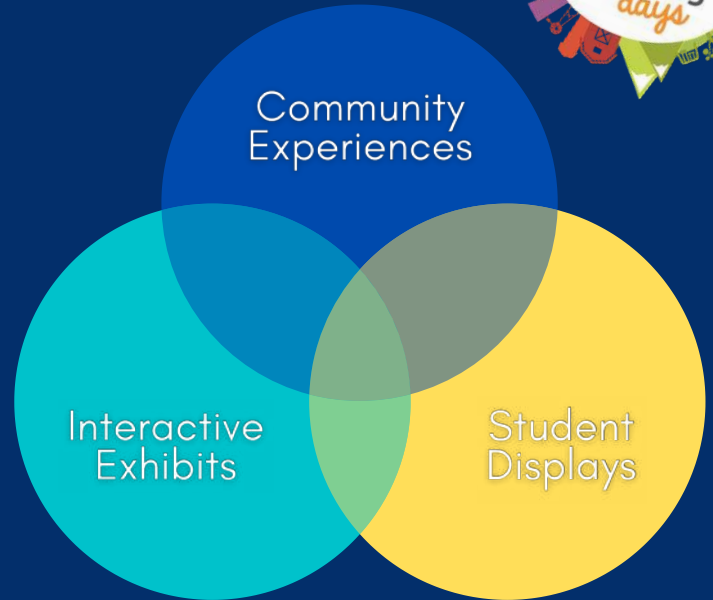 days
Community
Experiences
Interactive
Exhibits
Student
Displays